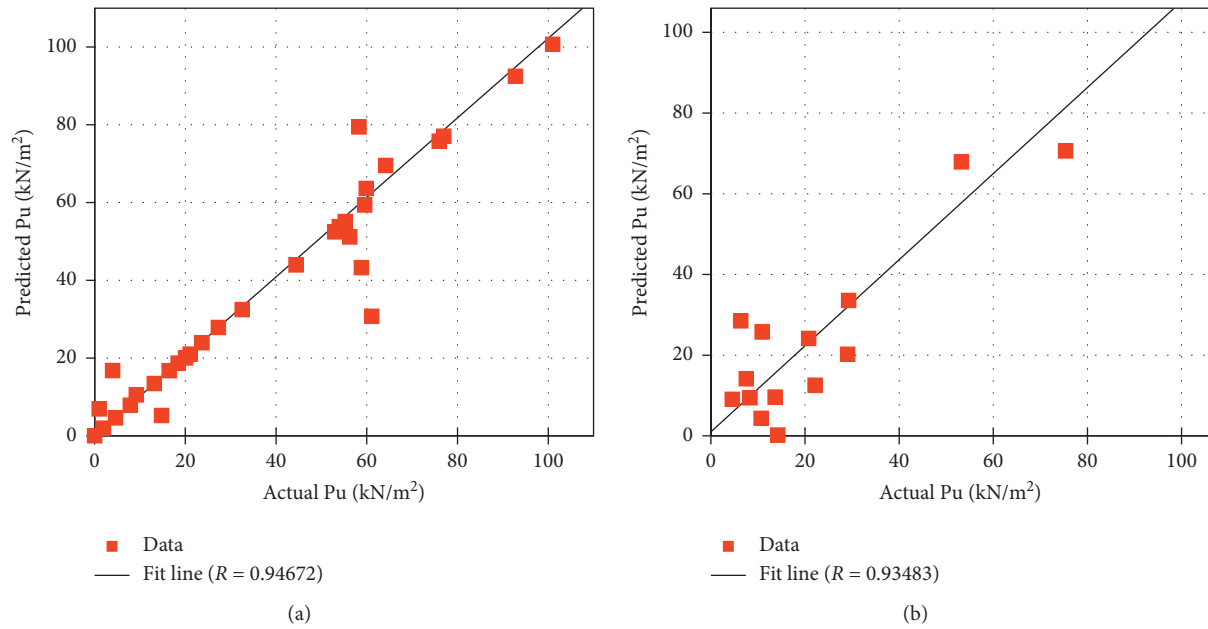 100
80
60
40
20
0
Predicted Pu (kN/m²)
0 20 40 60 80 100
Actual Pu (kN/m²)
Data
Fit line (R = 0.94672)
(a)
100
80
60
40
20
0
Predicted Pu (kN/m²)
0 20 40 60 80 100
Actual Pu (kN/m²)
Data
Fit line (R = 0.93483)
(b)